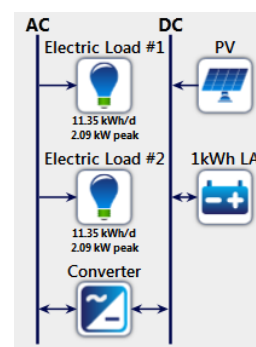 AC DC
Electric Load #1 PV
11.35 kWh/d
2.09 kW peak
Electric Load #2 1kWh LA
11.35 kWh/d
2.09 kW peak
Converter